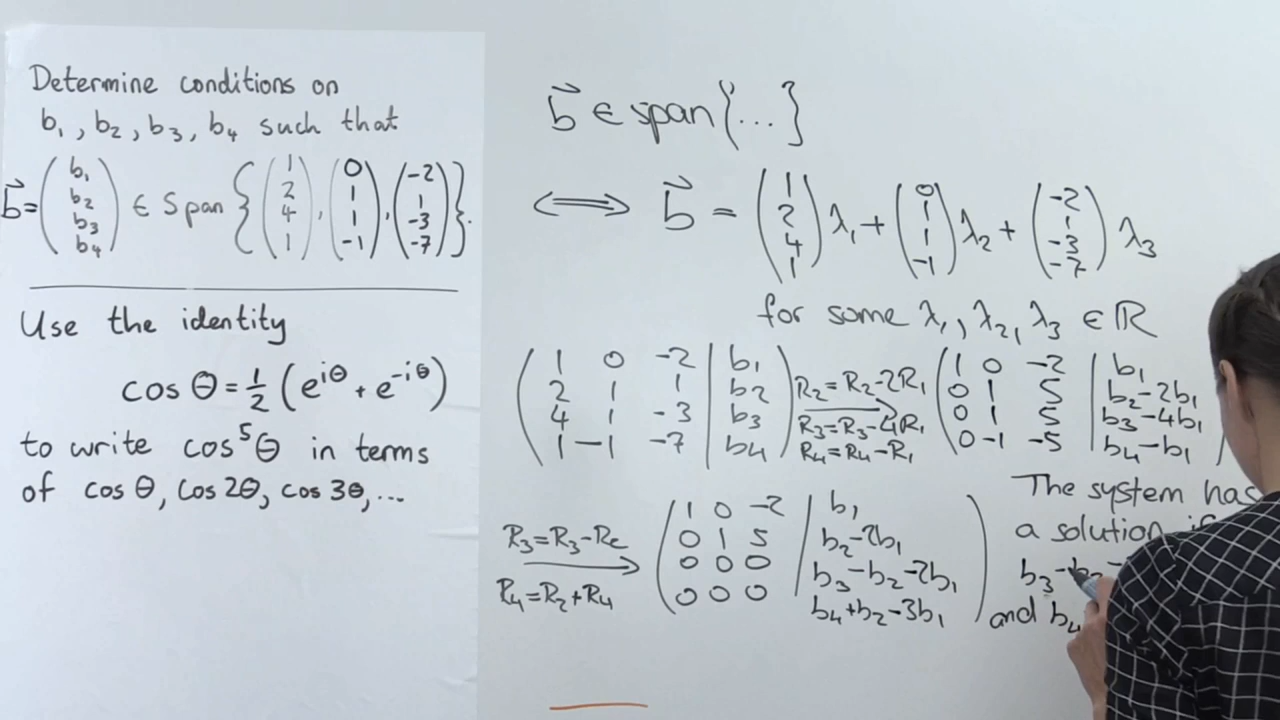 Determine conditions on
b₁, b₂, b₃, b₄ such that
b⃗ = (b₁ b₂ b₃ b₄) ∈ Span {(1 2 4 1), (0 1 1 -1), (-2 1 -3 -7)}.
Use the identity
cos θ = 1/2 (e^{iθ} + e^{-iθ})
to write cos⁵θ in terms
of cos θ, cos 2θ, cos 3θ, ...
b⃗ ∈ span{...}
⟺ b⃗ = (1 2 4 1) λ₁ + (0 1 1 -1) λ₂ + (-2 1 -3 -7) λ₃
for some λ₁, λ₂, λ₃ ∈ ℝ
1 0 -2 | b₁
2 1 1 | b₂
4 1 -3 | b₃
1 -1 -7 | b₄
R₂=R₂-2R₁
R₃=R₃-4R₁
R₄=R₄-R₁
1 0 -2 | b₁
0 1 5 | b₂-2b₁
0 1 5 | b₃-4b₁
0 -1 -5 | b₄-b₁
R₃=R₃-R₂
R₄=R₂+R₄
1 0 -2 | b₁
0 1 5 | b₂-2b₁
0 0 0 | b₃-b₂-2b₁
0 0 0 | b₄+b₂-3b₁
The system has
a solution
b₃-b₂-
and b₄